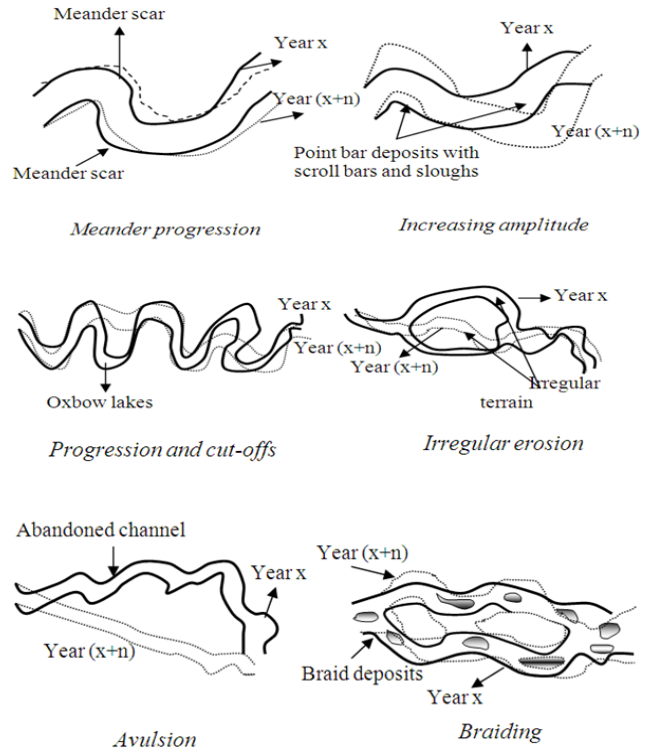 Meander scar
Year x
Year (x+n)
Meander scar
Meander progression
Year x
Year (x+n)
Point bar deposits with
scroll bars and sloughs
Increasing amplitude
Year x
Year (x+n)
Oxbow lakes
Progression and cut-offs
Year x
Year (x+n)
Irregular
terrain
Irregular erosion
Abandoned channel
Year x
Year (x+n)
Avulsion
Year (x+n)
Braid deposits
Year x
Braiding